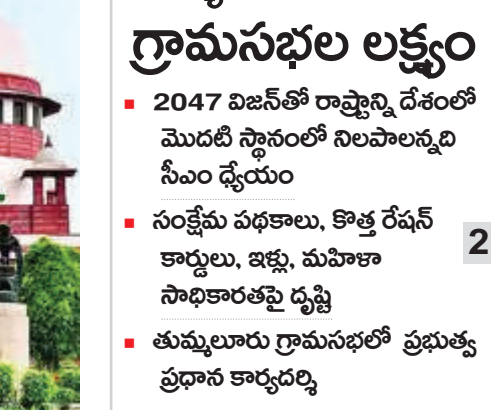 గ్రామసభల లక్ష్యం
2047 విజన్‌తో రాష్ట్రాన్ని దేశంలో
మొదటి స్థానంలో నిలపాలన్నది
సీఎం ధ్యేయం
సంక్షేమ పథకాలు, కొత్త రేషన్
కార్డులు, ఇళ్లు, మహిళా
సాధికారతపై దృష్టి
తుమ్మలూరు గ్రామసభలో ప్రభుత్వ
ప్రధాన కార్యదర్శి
2